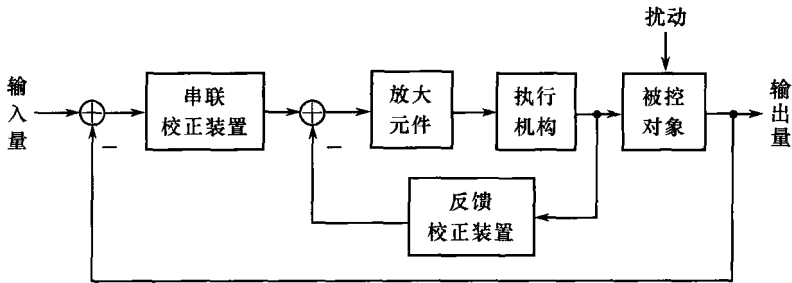 扰动
输入量
串联
校正装置
放大
元件
执行
机构
被控
对象
输出量
−
−
反馈
校正装置